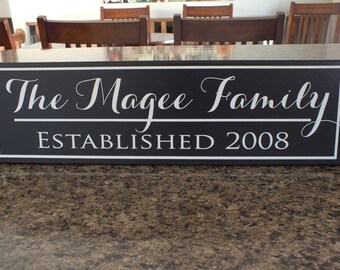 The Magee Family
ESTABLISHED 2008